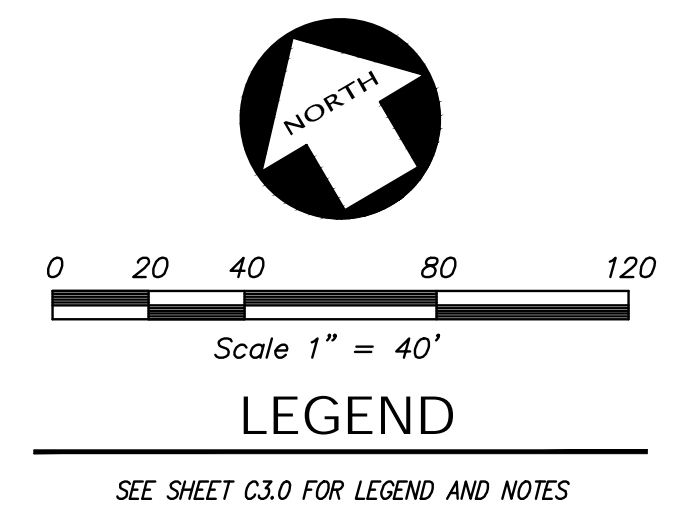 NORTH
0 20 40 80 120
Scale 1" = 40'
LEGEND
SEE SHEET C3.0 FOR LEGEND AND NOTES